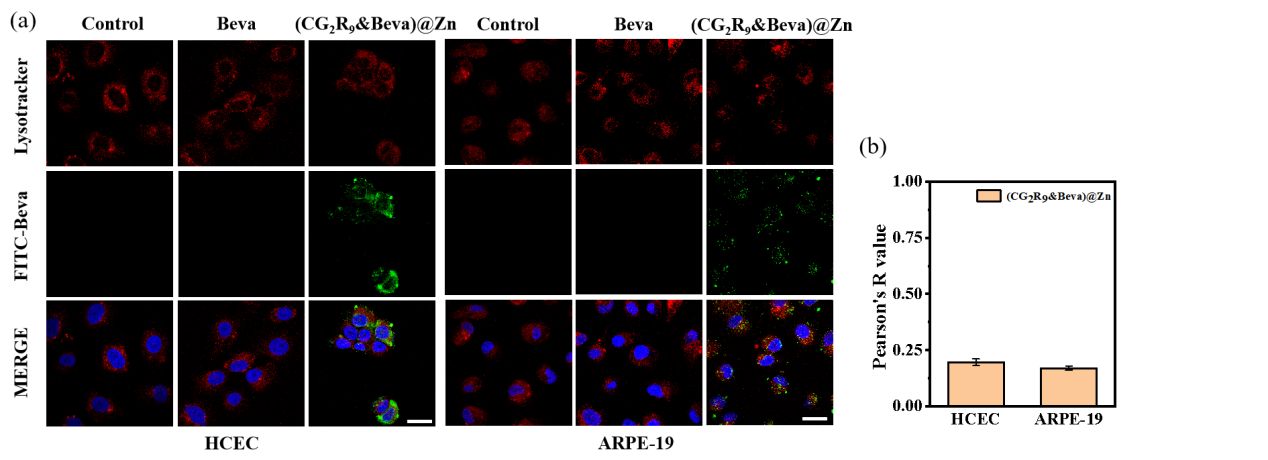 (a)
Control Beva (CG₂R₉&Beva)@Zn Control Beva (CG₂R₉&Beva)@Zn
Lysotracker
FITC-Beva
MERGE
HCEC ARPE-19
(b)
1.00
0.75
0.50
0.25
0.00
Pearson's R value
(CG₂R₉&Beva)@Zn
HCEC ARPE-19